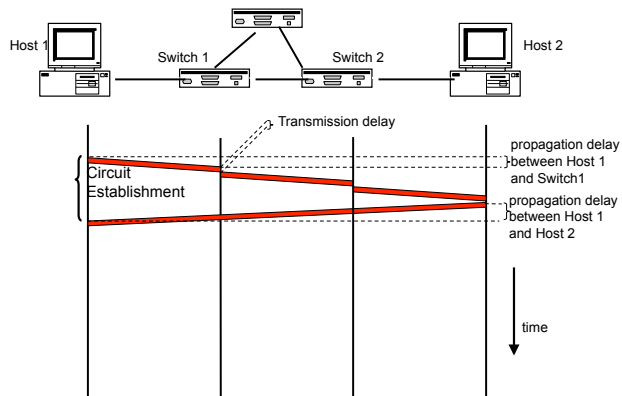 Host 1
Switch 1
Switch 2
Host 2
Transmission delay
propagation delay
between Host 1
and Switch1
Circuit
Establishment
propagation delay
between Host 1
and Host 2
time